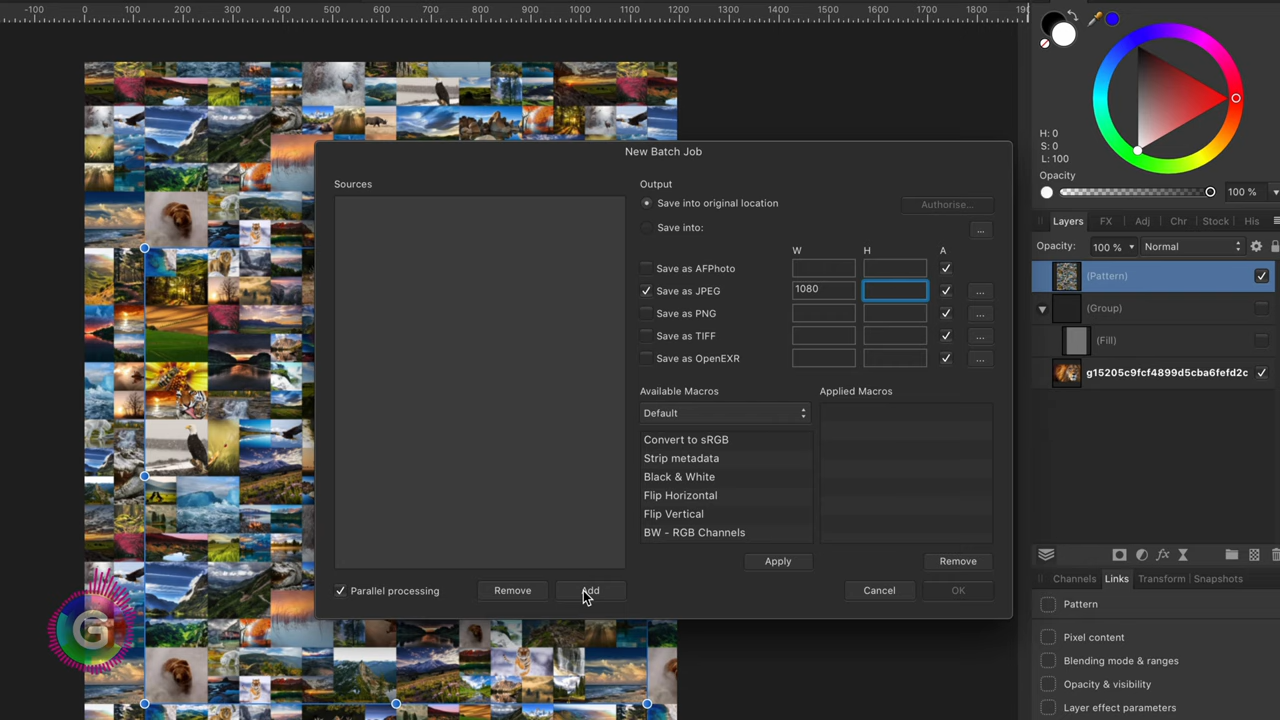 -100 0 100 200 300 400 500 600 700 800 900 1000 1100 1200 1300 1400 1500 1600 1700 1800
New Batch Job
Sources
Output
Save into original location
Authorise...
Save into:
...
W H A
Save as AFPhoto
Save as JPEG 1080 ...
Save as PNG ...
Save as TIFF ...
Save as OpenEXR ...
Available Macros Applied Macros
Default
Convert to sRGB
Strip metadata
Black & White
Flip Horizontal
Flip Vertical
BW - RGB Channels
Apply Remove
Parallel processing Remove Add Cancel OK
G
H: 0
S: 0
L: 100
Opacity
100 %
Layers FX Adj Chr Stock His
Opacity: 100 % Normal
(Pattern)
(Group)
(Fill)
g15205c9fcf4899d5cba6fefd2c
fx
Channels Links Transform Snapshots
Pattern
Pixel content
Blending mode & ranges
Opacity & visibility
Layer effect parameters